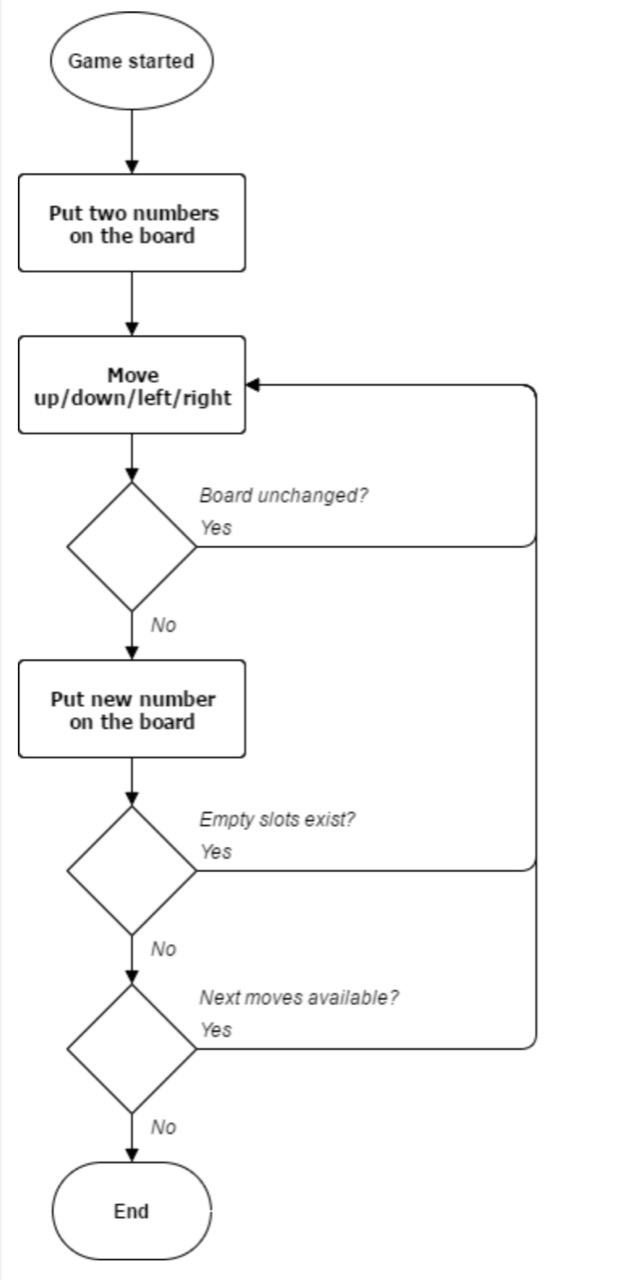 Game started
Put two numbers
on the board
Move
up/down/left/right
Board unchanged?
Yes
No
Put new number
on the board
Empty slots exist?
Yes
No
Next moves available?
Yes
No
End